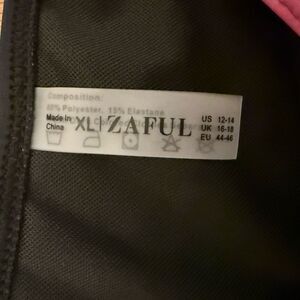 Composition:
Polyester, 15% Elastane
Made In China XL ZAFUL
US 12-14
UK 16-18
EU 44-46